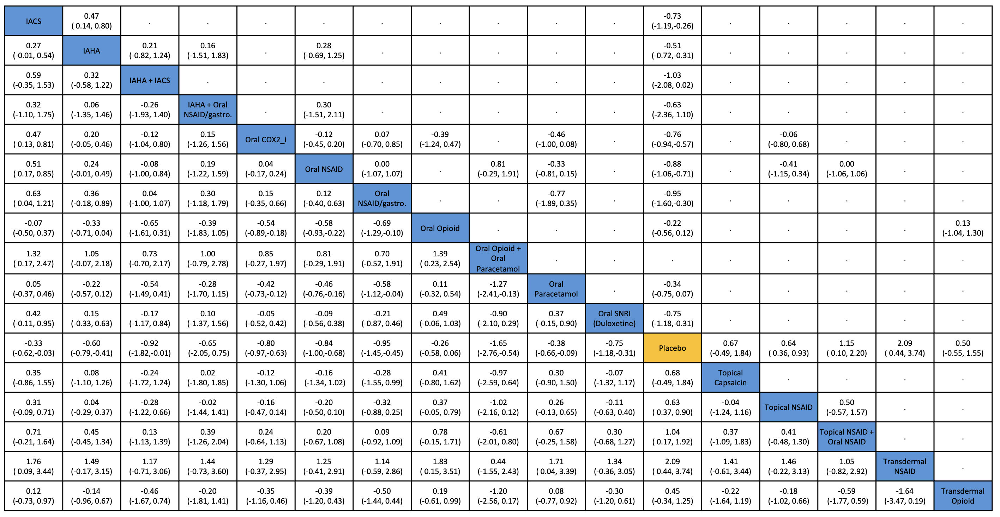 IACS 0.47 . . . . . . . . . -0.73 . . . . .
( 0.14, 0.80) (-1.19,-0.26)
0.27 IAHA 0.21 0.16 . 0.28 . . . . . -0.51 . . . . .
(-0.01, 0.54) (-0.82, 1.24) (-1.51, 1.83) (-0.69, 1.25) (-0.72,-0.31)
0.59 0.32 IAHA + IACS . . . . . . . . -1.03 . . . . .
(-0.35, 1.53) (-0.58, 1.22) (-2.08, 0.02)
0.32 0.06 -0.26 IAHA + Oral . 0.30 . . . . . -0.63 . . . . .
(-1.10, 1.75) (-1.35, 1.46) (-1.93, 1.40) NSAID/gastro. (-1.51, 2.11) (-2.36, 1.10)
0.47 0.20 -0.12 0.15 Oral COX2_i -0.12 0.07 -0.39 . -0.46 . -0.76 . -0.06 . . .
( 0.13, 0.81) (-0.05, 0.46) (-1.04, 0.80) (-1.26, 1.56) (-0.45, 0.20) (-0.70, 0.85) (-1.24, 0.47) (-1.00, 0.08) (-0.94,-0.57) (-0.80, 0.68)
0.51 0.24 -0.08 0.19 0.04 Oral NSAID 0.00 . 0.81 -0.33 . -0.88 . -0.41 0.00 . .
( 0.17, 0.85) (-0.01, 0.49) (-1.00, 0.84) (-1.22, 1.59) (-0.17, 0.24) (-1.07, 1.07) (-0.29, 1.91) (-0.81, 0.15) (-1.06,-0.71) (-1.15, 0.34) (-1.06, 1.06)
0.63 0.36 0.04 0.30 0.15 0.12 Oral . . -0.77 . -0.95 . . . . .
( 0.04, 1.21) (-0.18, 0.89) (-1.00, 1.07) (-1.18, 1.79) (-0.35, 0.66) (-0.40, 0.63) NSAID/gastro. (-1.89, 0.35) (-1.60,-0.30)
-0.07 -0.33 -0.65 -0.39 -0.54 -0.58 -0.69 Oral Opioid . . . -0.22 . . . . 0.13
(-0.50, 0.37) (-0.71, 0.04) (-1.61, 0.31) (-1.83, 1.05) (-0.89,-0.18) (-0.93,-0.22) (-1.29,-0.10) (-0.56, 0.12) (-1.04, 1.30)
Oral Opioid +
1.32 1.05 0.73 1.00 0.85 0.81 0.70 1.39 Oral . . . . . . . .
( 0.17, 2.47) (-0.07, 2.18) (-0.70, 2.17) (-0.79, 2.78) (-0.27, 1.97) (-0.29, 1.91) (-0.52, 1.91) ( 0.23, 2.54) Paracetamol
0.05 -0.22 -0.54 -0.28 -0.42 -0.46 -0.58 0.11 -1.27 Oral . -0.34 . . . . .
(-0.37, 0.46) (-0.57, 0.12) (-1.49, 0.41) (-1.70, 1.15) (-0.73,-0.12) (-0.76,-0.16) (-1.12,-0.04) (-0.32, 0.54) (-2.41,-0.13) Paracetamol (-0.75, 0.07)
0.42 0.15 -0.17 0.10 -0.05 -0.09 -0.21 0.49 -0.90 0.37 Oral SNRI -0.75 . . . . .
(-0.11, 0.95) (-0.33, 0.63) (-1.17, 0.84) (-1.37, 1.56) (-0.52, 0.42) (-0.56, 0.38) (-0.87, 0.46) (-0.06, 1.03) (-2.10, 0.29) (-0.15, 0.90) (Duloxetine) (-1.18,-0.31)
-0.33 -0.60 -0.92 -0.65 -0.80 -0.84 -0.95 -0.26 -1.65 -0.38 -0.75 Placebo 0.67 0.64 1.15 2.09 0.50
(-0.62,-0.03) (-0.79,-0.41) (-1.82,-0.01) (-2.05, 0.75) (-0.97,-0.63) (-1.00,-0.68) (-1.45,-0.45) (-0.58, 0.06) (-2.76,-0.54) (-0.66,-0.09) (-1.18,-0.31) (-0.49, 1.84) ( 0.36, 0.93) ( 0.10, 2.20) ( 0.44, 3.74) (-0.55, 1.55)
0.35 0.08 -0.24 0.02 -0.12 -0.16 -0.28 0.41 -0.97 0.30 -0.07 0.68 Topical . . . .
(-0.86, 1.55) (-1.10, 1.26) (-1.72, 1.24) (-1.80, 1.85) (-1.30, 1.06) (-1.34, 1.02) (-1.55, 0.99) (-0.80, 1.62) (-2.59, 0.64) (-0.90, 1.50) (-1.32, 1.17) (-0.49, 1.84) Capsaicin
0.31 0.04 -0.28 -0.02 -0.16 -0.20 -0.32 0.37 -1.02 0.26 -0.11 0.63 -0.04 Topical NSAID 0.50 . .
(-0.09, 0.71) (-0.29, 0.37) (-1.22, 0.66) (-1.44, 1.41) (-0.47, 0.14) (-0.50, 0.10) (-0.88, 0.25) (-0.05, 0.79) (-2.16, 0.12) (-0.13, 0.65) (-0.63, 0.40) ( 0.37, 0.90) (-1.24, 1.16) (-0.57, 1.57)
0.71 0.45 0.13 0.39 0.24 0.20 0.09 0.78 -0.61 0.67 0.30 1.04 0.37 0.41 Topical NSAID + . .
(-0.21, 1.64) (-0.45, 1.34) (-1.13, 1.39) (-1.26, 2.04) (-0.64, 1.13) (-0.67, 1.08) (-0.92, 1.09) (-0.15, 1.71) (-2.01, 0.80) (-0.25, 1.58) (-0.68, 1.27) ( 0.17, 1.92) (-1.09, 1.83) (-0.48, 1.30) Oral NSAID
1.76 1.49 1.17 1.44 1.29 1.25 1.14 1.83 0.44 1.71 1.34 2.09 1.41 1.46 1.05 Transdermal .
( 0.09, 3.44) (-0.17, 3.15) (-0.71, 3.06) (-0.73, 3.60) (-0.37, 2.95) (-0.41, 2.91) (-0.59, 2.86) ( 0.15, 3.51) (-1.55, 2.43) ( 0.04, 3.39) (-0.36, 3.05) ( 0.44, 3.74) (-0.61, 3.44) (-0.22, 3.13) (-0.82, 2.92) NSAID
0.12 -0.14 -0.46 -0.20 -0.35 -0.39 -0.50 0.19 -1.20 0.08 -0.30 0.45 -0.22 -0.18 -0.59 -1.64 Transdermal
(-0.73, 0.97) (-0.96, 0.67) (-1.67, 0.74) (-1.81, 1.41) (-1.16, 0.46) (-1.20, 0.43) (-1.44, 0.44) (-0.61, 0.99) (-2.56, 0.17) (-0.77, 0.92) (-1.20, 0.61) (-0.34, 1.25) (-1.64, 1.19) (-1.02, 0.66) (-1.77, 0.59) (-3.47, 0.19) Opioid